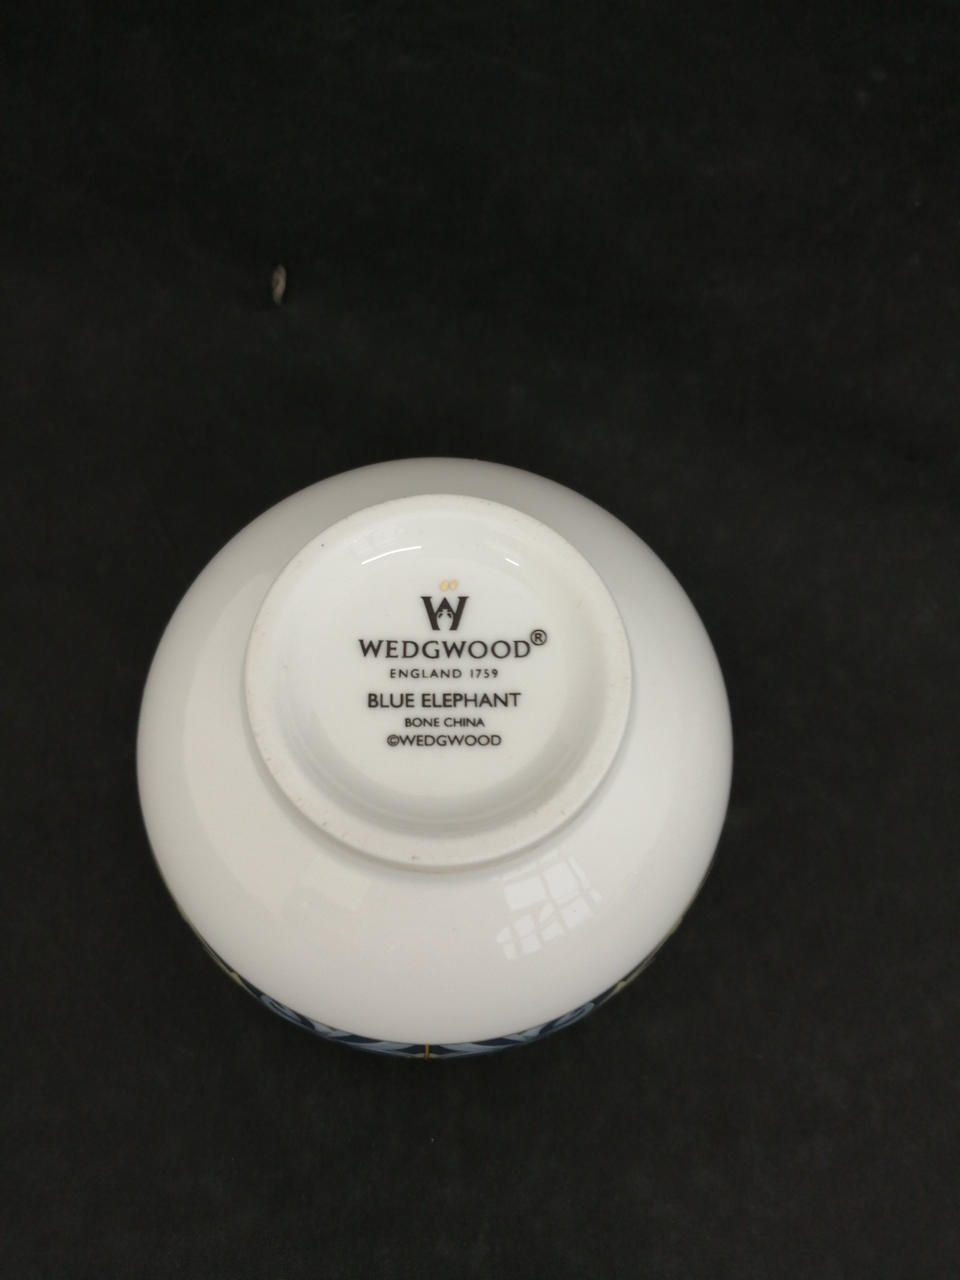 W
WEDGWOOD®
ENGLAND 1759
BLUE ELEPHANT
BONE CHINA
©WEDGWOOD